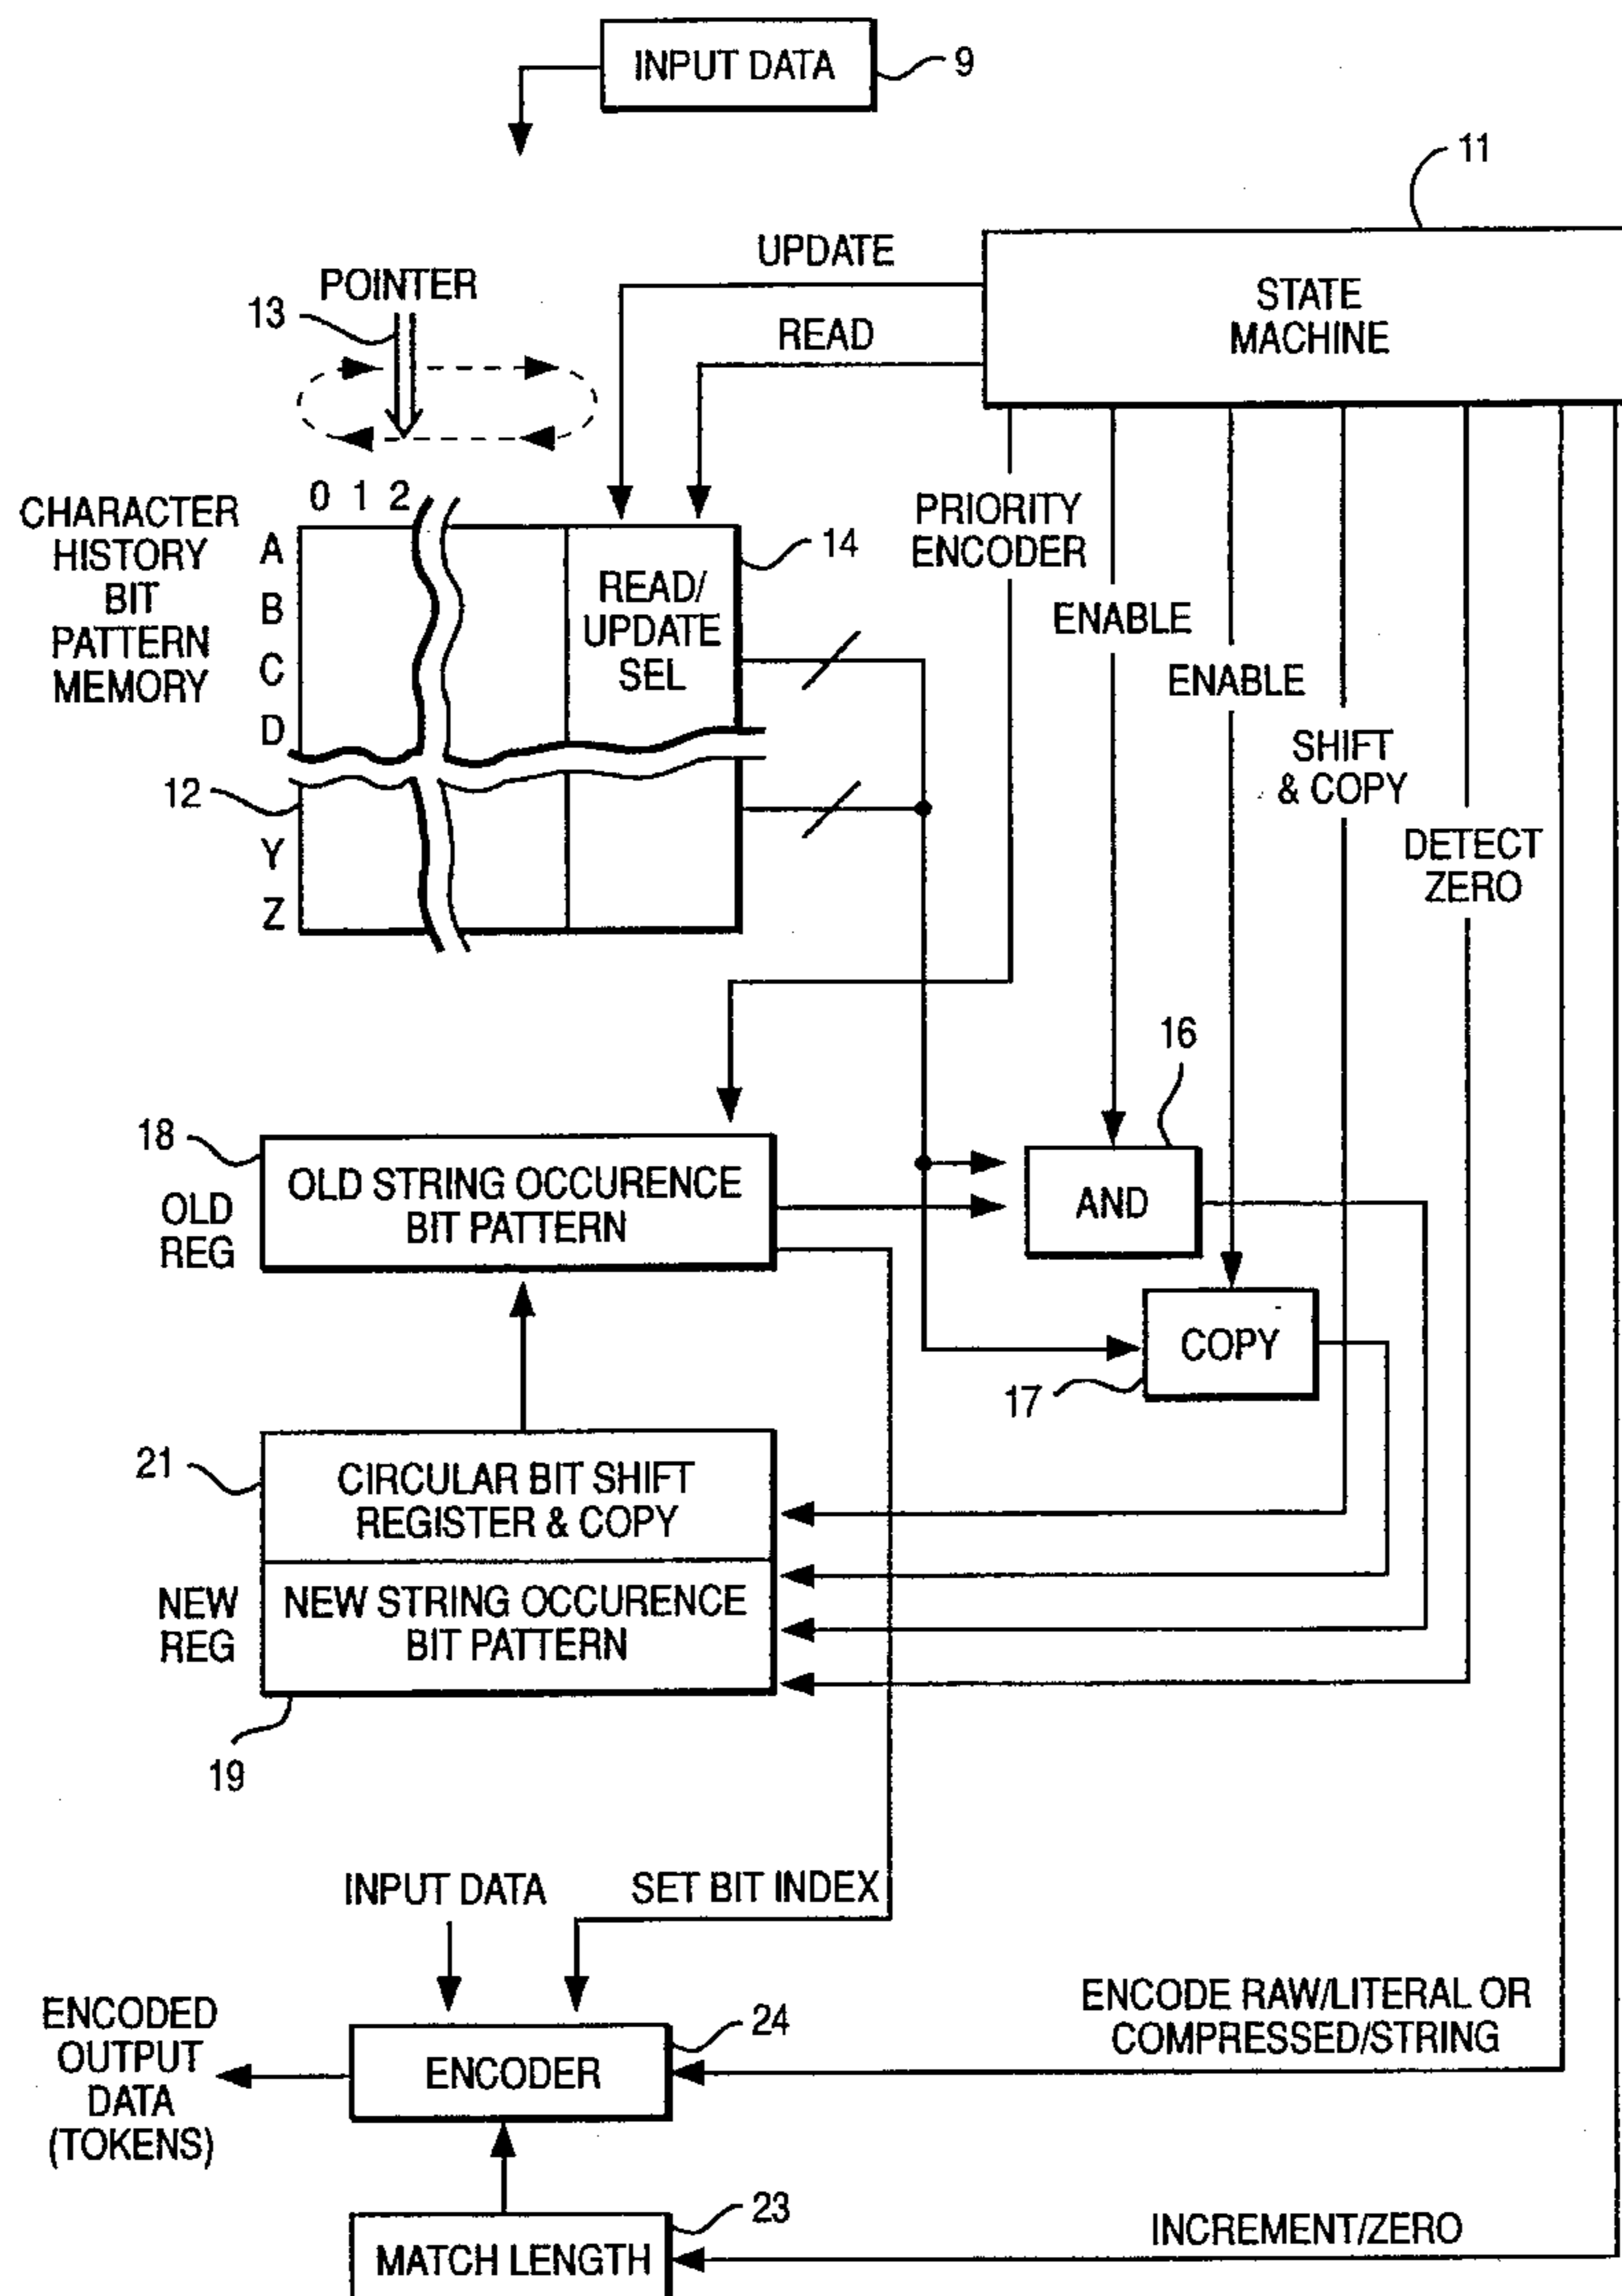 INPUT DATA
9
11
UPDATE
STATE
MACHINE
POINTER
13
READ
CHARACTER
HISTORY
BIT
PATTERN
MEMORY
0 1 2
A
B
C
D
Y
Z
READ/
UPDATE
SEL
14
12
PRIORITY
ENCODER
ENABLE
ENABLE
SHIFT
& COPY
DETECT
ZERO
16
18
OLD
REG
OLD STRING OCCURENCE
BIT PATTERN
AND
COPY
17
21
CIRCULAR BIT SHIFT
REGISTER & COPY
NEW
REG
NEW STRING OCCURENCE
BIT PATTERN
19
INPUT DATA
SET BIT INDEX
ENCODED
OUTPUT
DATA
(TOKENS)
ENCODER
24
ENCODE RAW/LITERAL OR
COMPRESSED/STRING
23
MATCH LENGTH
INCREMENT/ZERO